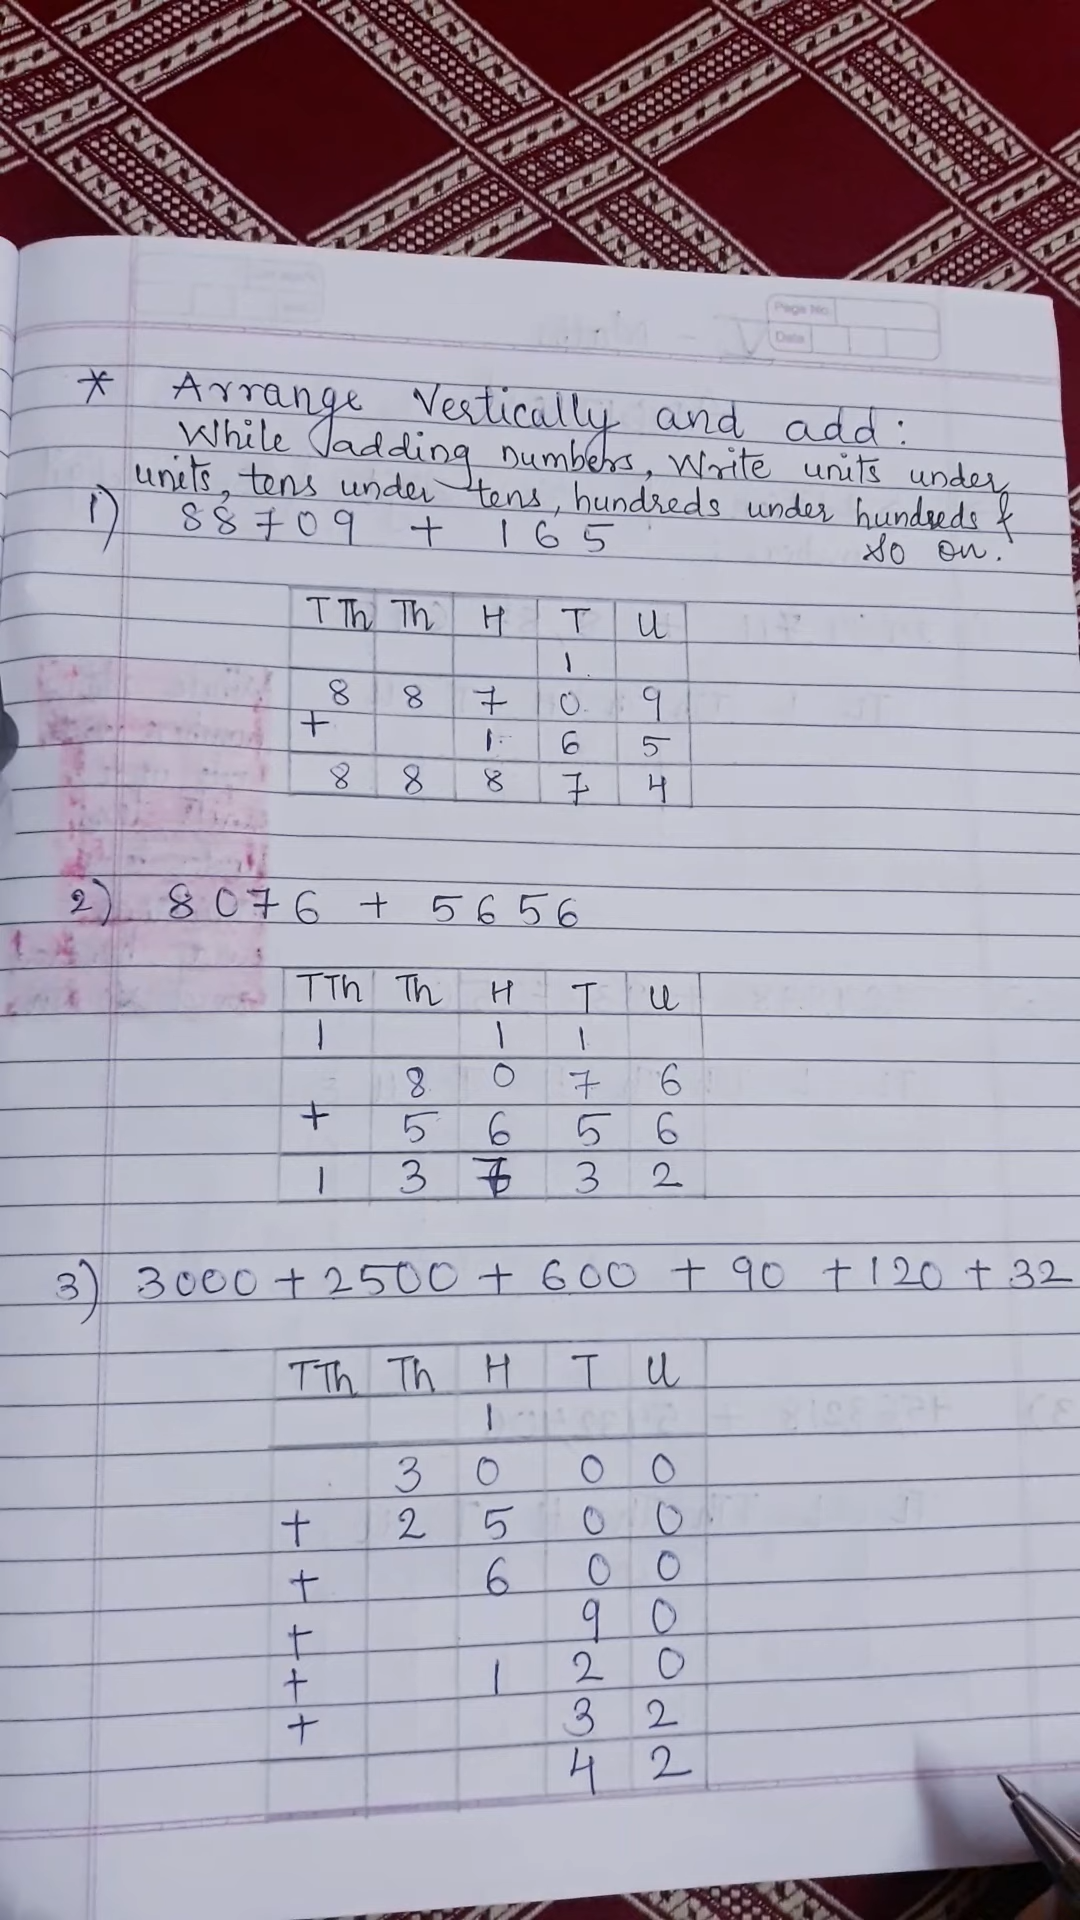 Page No.
Date
* Arrange Vertically and add:
While adding numbers, Write units under
units, tens under tens, hundreds under hundreds &
so on.
1) 88709 + 165
T Th Th H T U
1
8 8 7 0 9
+ 1 6 5
8 8 8 7 4
2) 8076 + 5656
T Th Th H T U
1 1 1
8 0 7 6
+ 5 6 5 6
1 3 7 3 2
3) 3000 + 2500 + 600 + 90 + 120 + 32
T Th Th H T U
1
3 0 0 0
+ 2 5 0 0
+ 6 0 0
+ 9 0
+ 1 2 0
+ 3 2
4 2